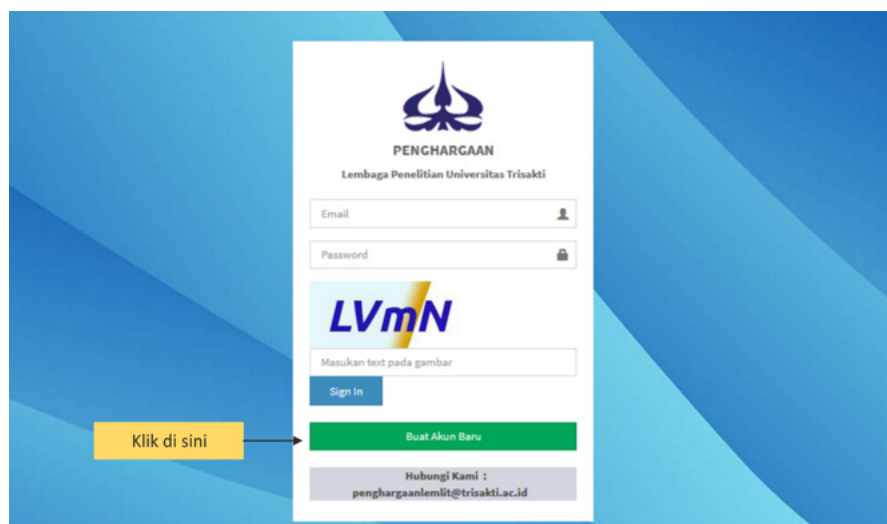 PENGHARGAAN
Lembaga Penelitian Universitas Trisakti
Email
Password
LVmN
Masukan text pada gambar
Sign In
Klik di sini
Buat Akun Baru
Hubungi Kami :
penghargaanlemlit@trisakti.ac.id